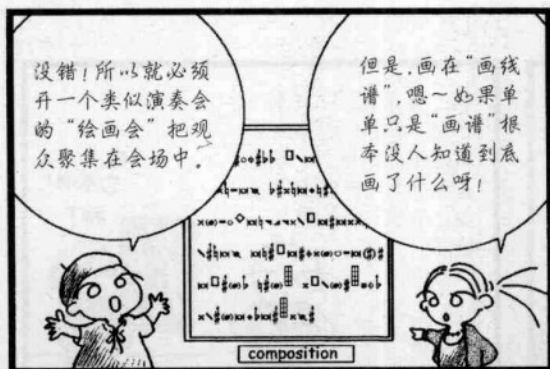 没错!所以就必须
开一个类似演奏会
的“绘画会”把观
众聚集在会场中。
但是,画在“画线
谱”,嗯~如果单
单只是“画谱”根
本没人知道到底
画了什么呀!
composition